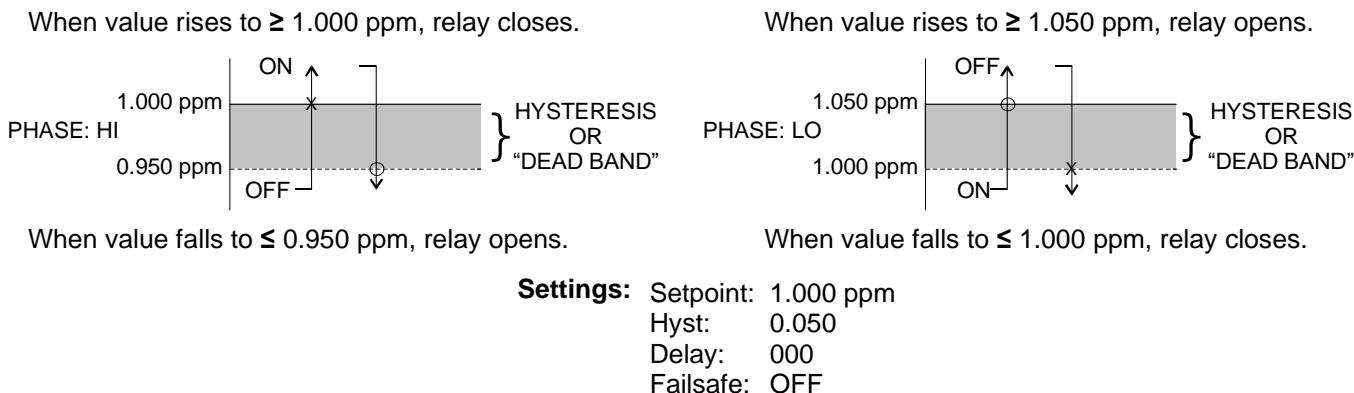 When value rises to ≥ 1.000 ppm, relay closes.
ON
1.000 ppm
X
PHASE: HI
0.950 ppm
OFF
HYSTERESIS
OR
“DEAD BAND”
When value falls to ≤ 0.950 ppm, relay opens.
When value rises to ≥ 1.050 ppm, relay opens.
OFF
1.050 ppm
PHASE: LO
1.000 ppm
X
ON
HYSTERESIS
OR
“DEAD BAND”
When value falls to ≤ 1.000 ppm, relay closes.
Settings: Setpoint: 1.000 ppm
Hyst: 0.050
Delay: 000
Failsafe: OFF